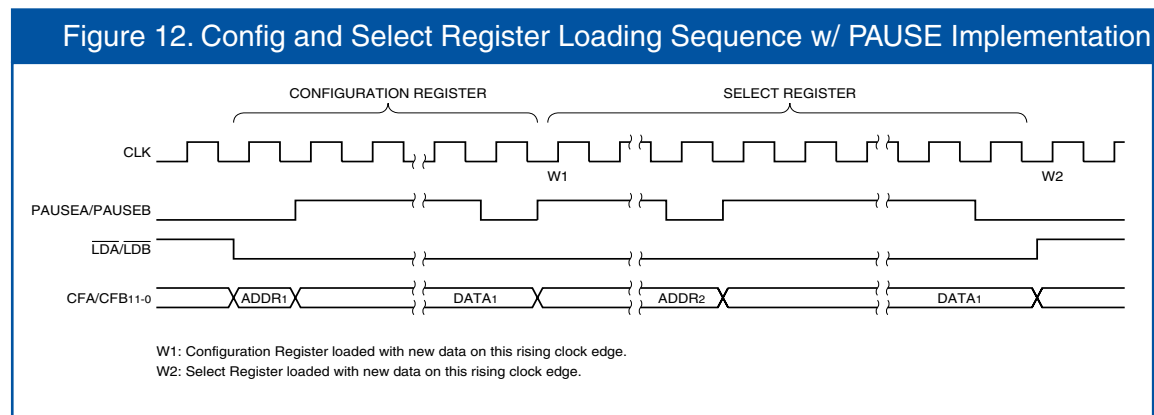 Figure 12. Config and Select Register Loading Sequence w/ PAUSE Implementation
CONFIGURATION REGISTER SELECT REGISTER
CLK
W1 W2
PAUSEA/PAUSEB
LDA/LDB
CFA/CFB11-0 ADDR1 DATA1 ADDR2 DATA1
W1: Configuration Register loaded with new data on this rising clock edge.
W2: Select Register loaded with new data on this rising clock edge.